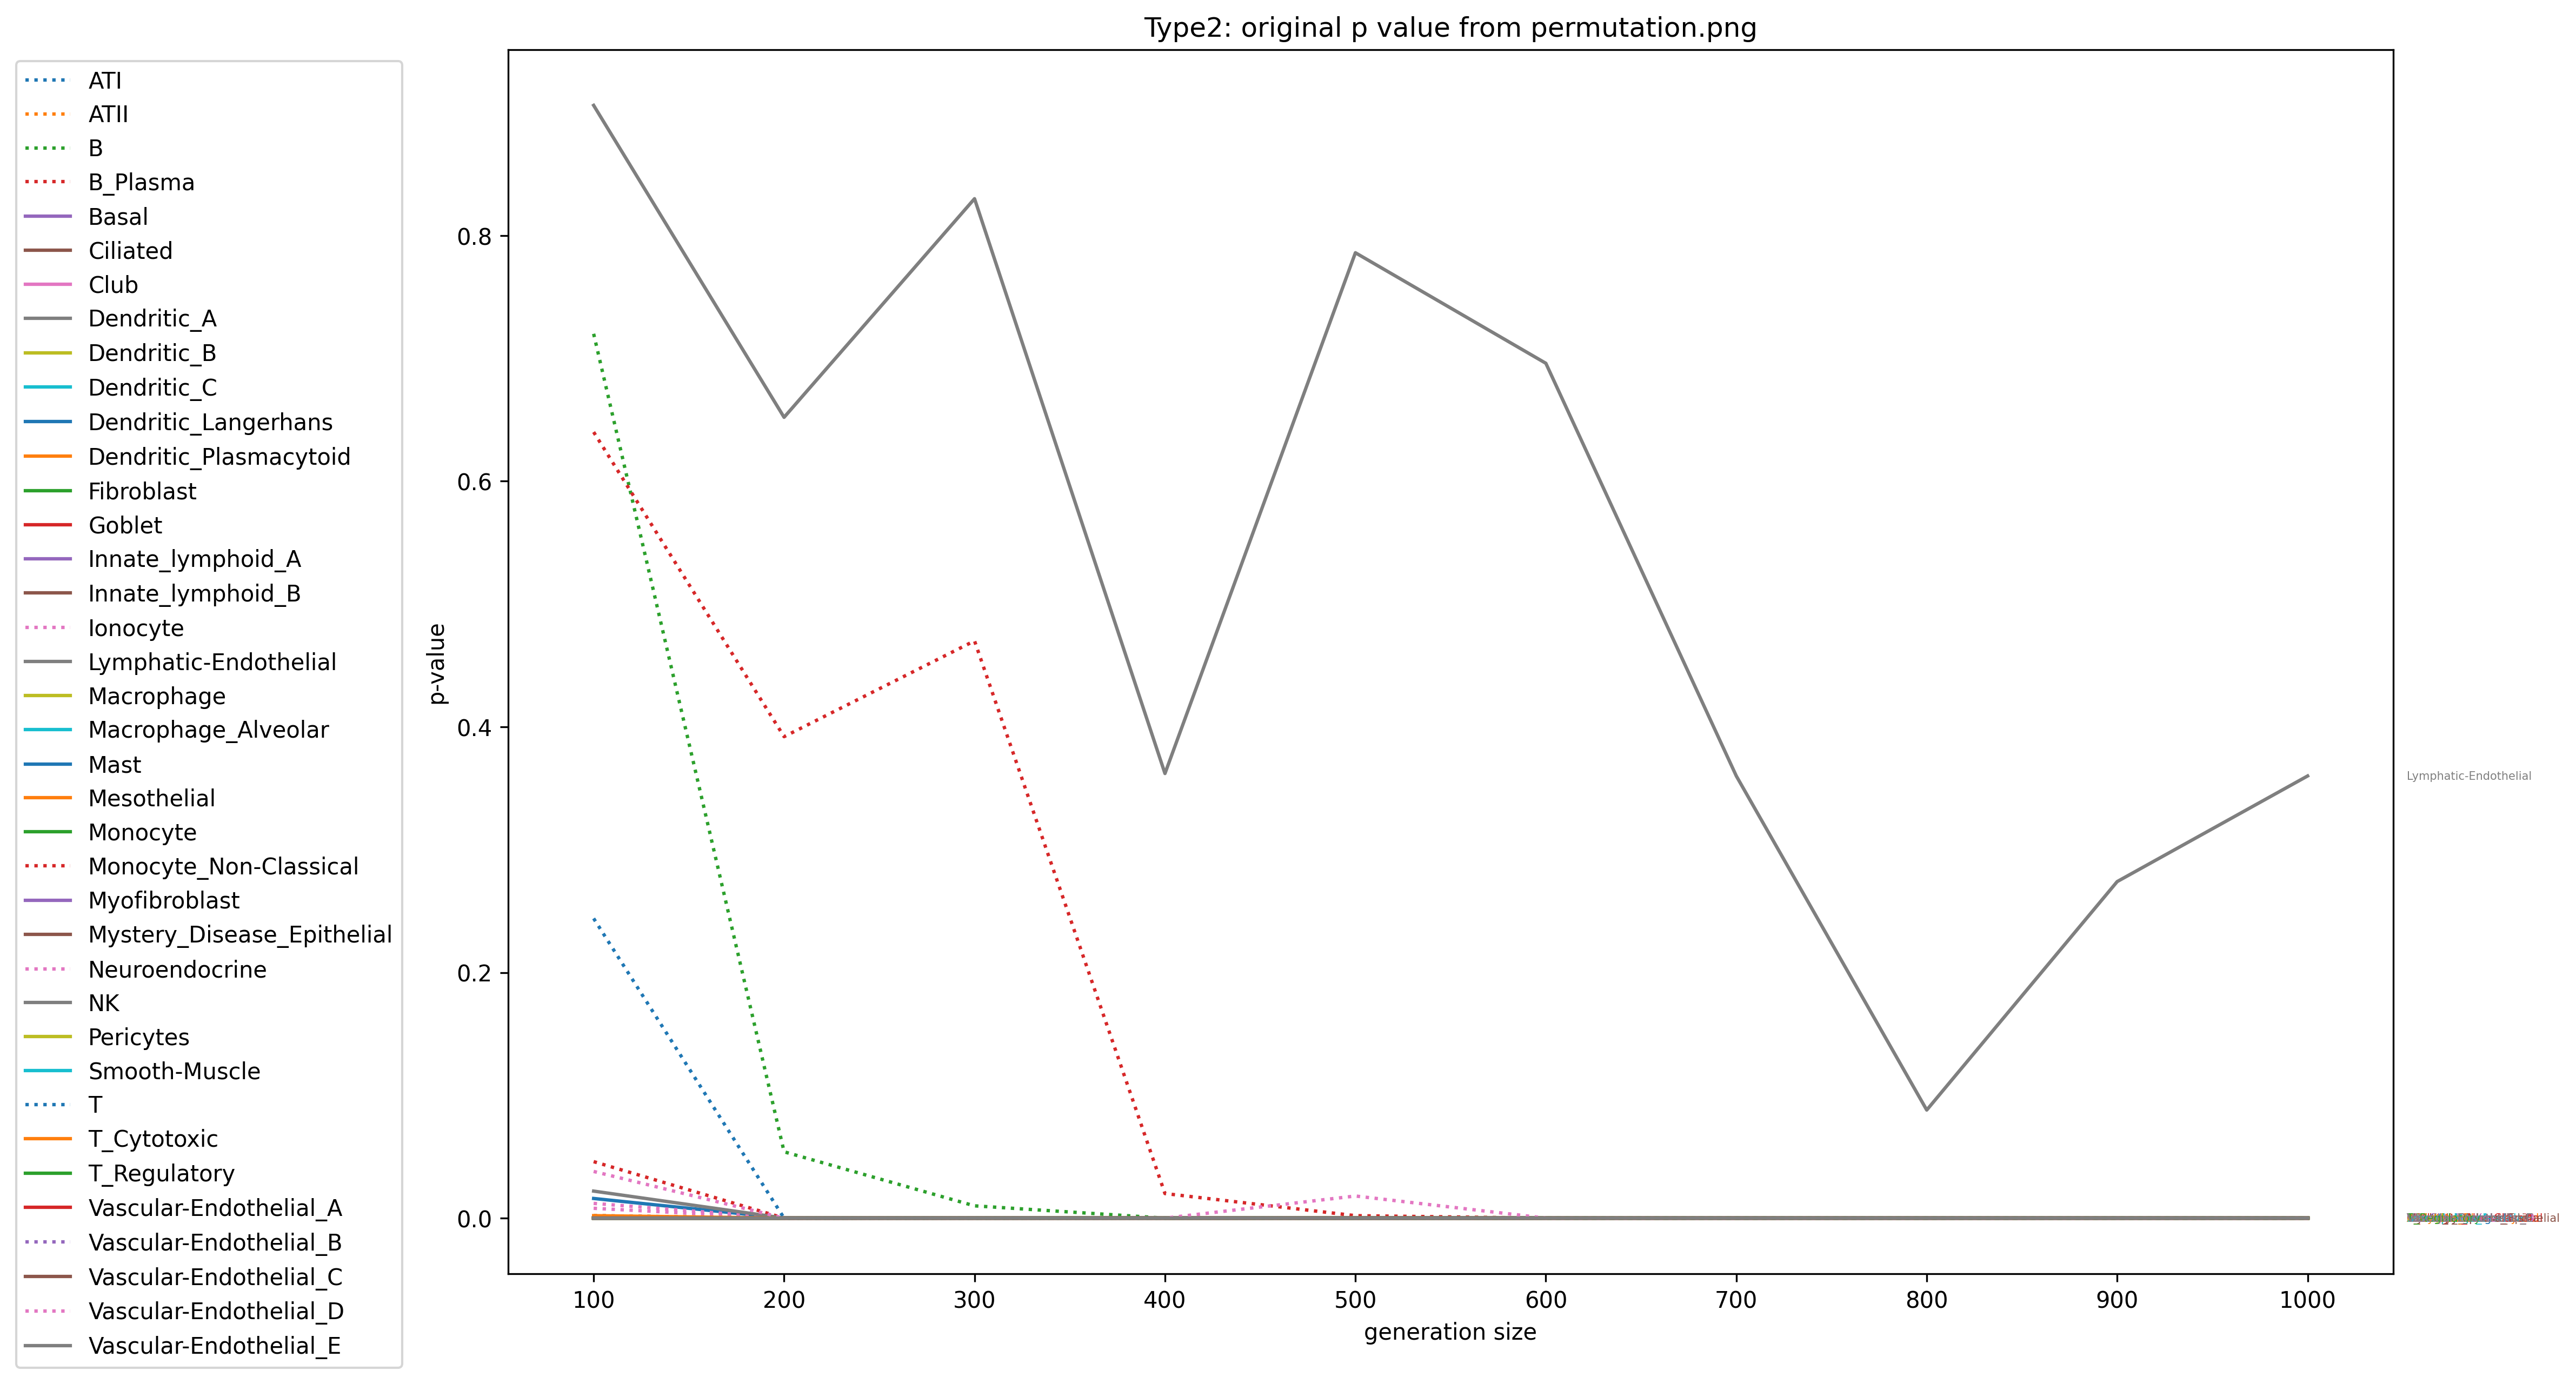 Type2: original p value from permutation.png
ATI
ATII
B
B_Plasma
Basal
Ciliated
Club
Dendritic_A
Dendritic_B
Dendritic_C
Dendritic_Langerhans
Dendritic_Plasmacytoid
Fibroblast
Goblet
Innate_lymphoid_A
Innate_lymphoid_B
Ionocyte
Lymphatic-Endothelial
Macrophage
Macrophage_Alveolar
Mast
Mesothelial
Monocyte
Monocyte_Non-Classical
Myofibroblast
Mystery_Disease_Epithelial
Neuroendocrine
NK
Pericytes
Smooth-Muscle
T
T_Cytotoxic
T_Regulatory
Vascular-Endothelial_A
Vascular-Endothelial_B
Vascular-Endothelial_C
Vascular-Endothelial_D
Vascular-Endothelial_E
p-value
0.8
0.6
0.4
0.2
0.0
100 200 300 400 500 600 700 800 900 1000
generation size
Lymphatic-Endothelial